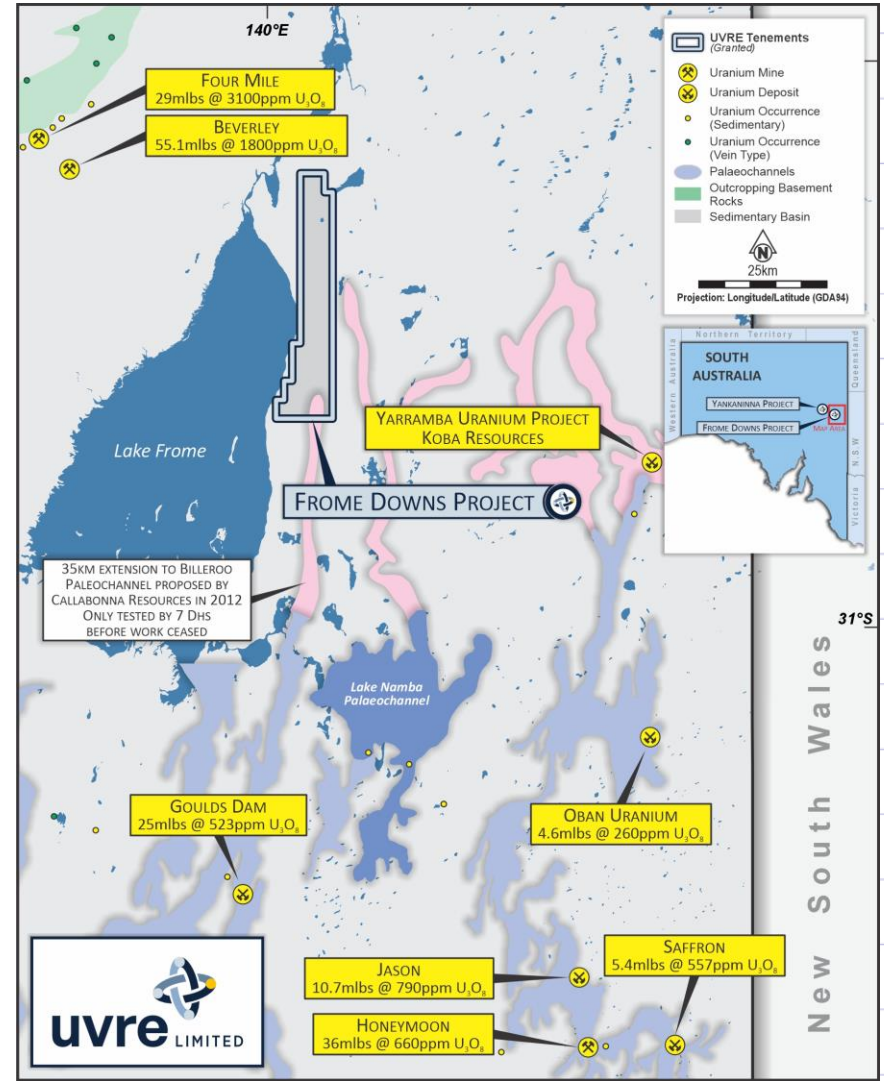 140°E
FOUR MILE
29mlbs @ 3100ppm U₃O₈
BEVERLEY
55.1mlbs @ 1800ppm U₃O₈
UVRE Tenements
(Granted)
Uranium Mine
Uranium Deposit
Uranium Occurrence
(Sedimentary)
Uranium Occurrence
(Vein Type)
Palaeochannels
Outcropping Basement
Rocks
Sedimentary Basin
N
25km
Projection: Longitude/Latitude (GDA94)
Northern Territory
Western Australia
SOUTH
AUSTRALIA
Queensland
YANKANINNA PROJECT
FROME DOWNS PROJECT
MAP AREA
N.S.W
Victoria
YARRAMBA URANIUM PROJECT
KOBA RESOURCES
Lake Frome
FROME DOWNS PROJECT
35KM EXTENSION TO BILLEROO
PALEOCHANNEL PROPOSED BY
CALLABONNA RESOURCES IN 2012
ONLY TESTED BY 7 DHS
BEFORE WORK CEASED
31°S
Lake Namba
Palaeochannel
New South Wales
GOULDS DAM
25mlbs @ 523ppm U₃O₈
OBAN URANIUM
4.6mlbs @ 260ppm U₃O₈
SAFFRON
5.4mlbs @ 557ppm U₃O₈
JASON
10.7mlbs @ 790ppm U₃O₈
HONEYMOON
36mlbs @ 660ppm U₃O₈
uvre LIMITED